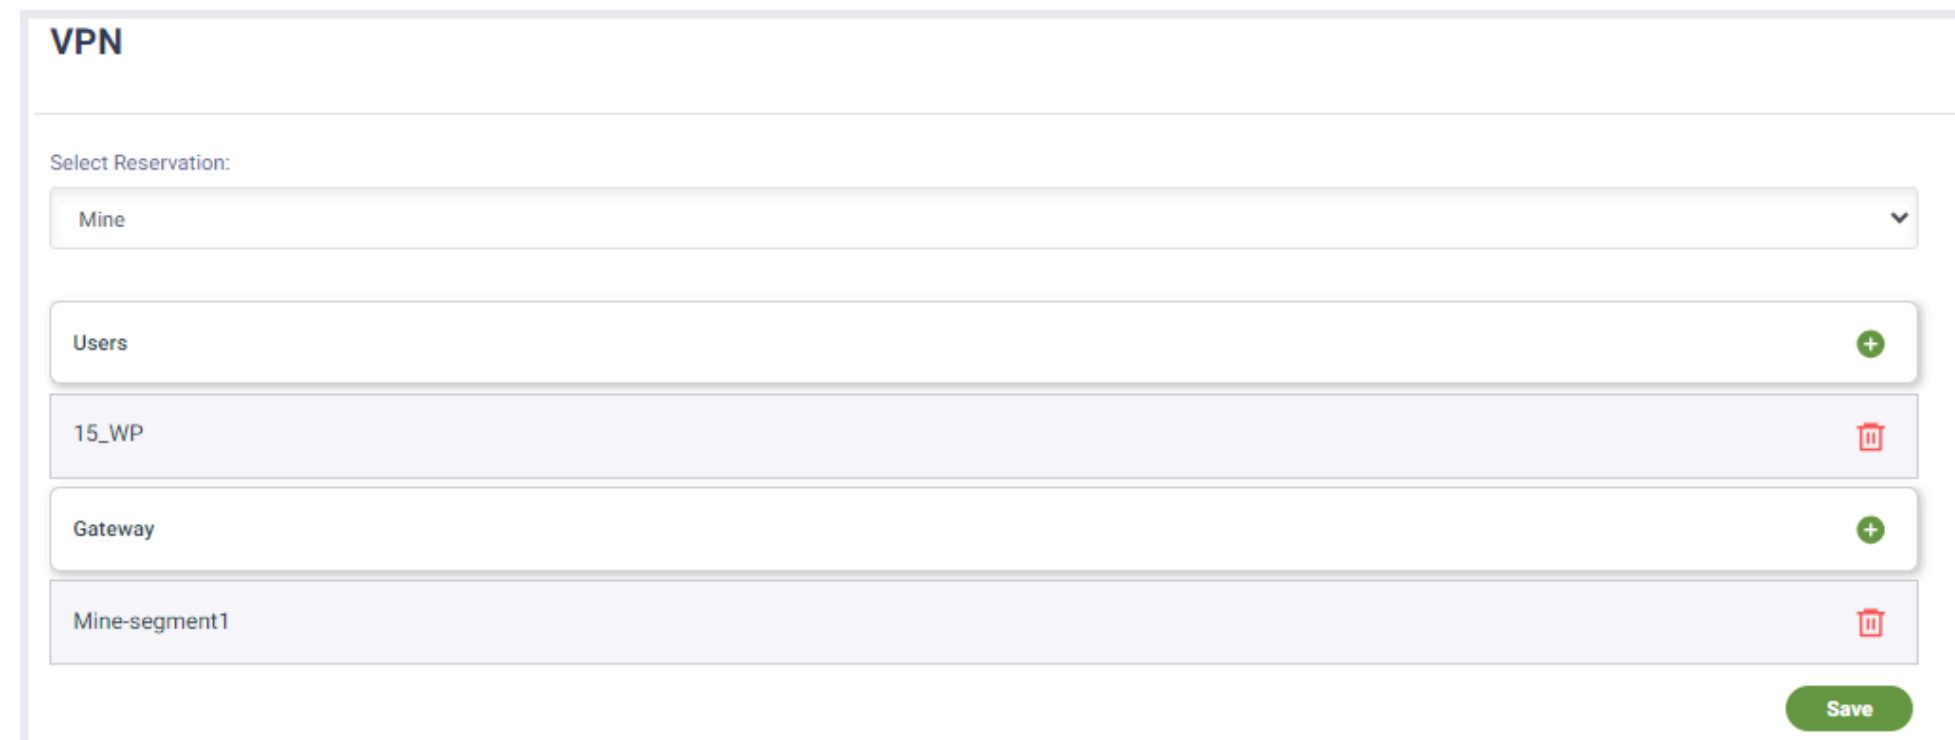 VPN
Select Reservation:
Mine
Users
15_WP
Gateway
Mine-segment1
Save